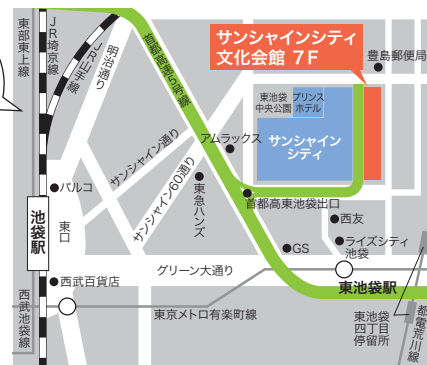 東部東上線
JR埼京線
JR山手線
明治通り
首都高速5号線
サンシャインシティ
文化会館 7F
豊島郵便局
東池袋
中央公園
プリンス
ホテル
サンシャイン
シティ
アムラックス
サンシャイン通り
サンシャイン60通り
東急ハンズ
パルコ
池袋駅
東口
首都高東池袋出口
西友
ライズシティ
池袋
GS
西武百貨店
グリーン大通り
東池袋駅
東京メトロ有楽町線
西武池袋線
東池袋
四丁目
停留所
都電荒川線